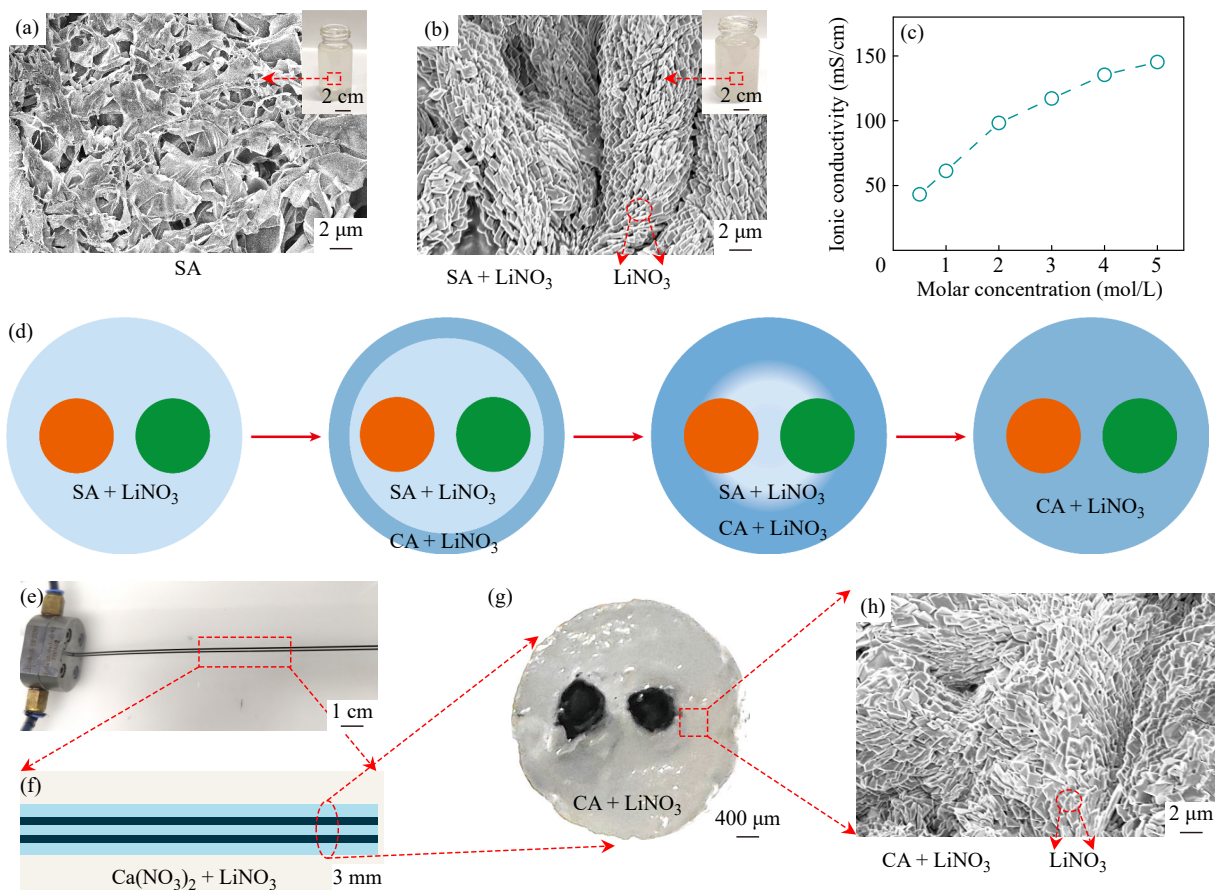 (a)
2 cm
2 μm
SA
(b)
2 cm
2 μm
SA + LiNO₃
LiNO₃
(c)
Ionic conductivity (mS/cm)
150
100
50
0
1
2
3
4
5
Molar concentration (mol/L)
(d)
SA + LiNO₃
SA + LiNO₃
CA + LiNO₃
SA + LiNO₃
CA + LiNO₃
CA + LiNO₃
(e)
1 cm
(f)
Ca(NO₃)₂ + LiNO₃
3 mm
(g)
CA + LiNO₃
400 μm
(h)
2 μm
CA + LiNO₃
LiNO₃